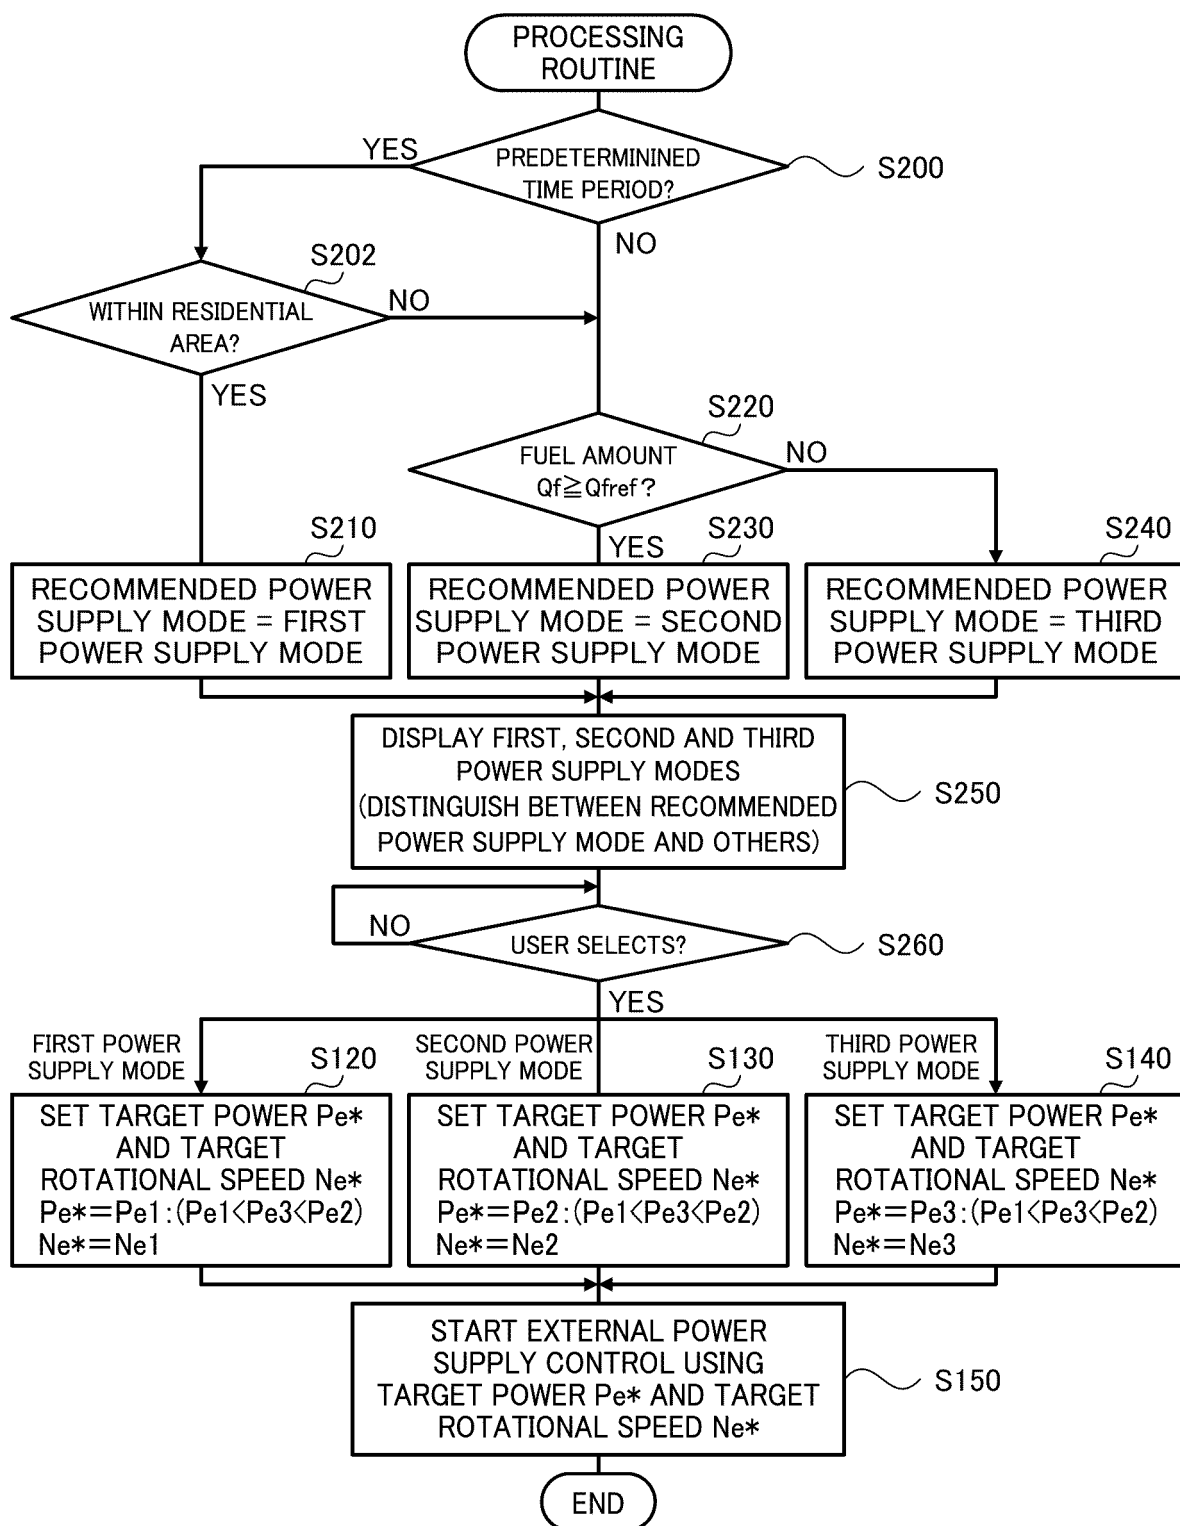 PROCESSING
ROUTINE
YES
PREDETERMININED
TIME PERIOD?
S200
NO
S202
WITHIN RESIDENTIAL
AREA?
NO
YES
S220
FUEL AMOUNT
Qf≧Qfref?
NO
YES
S210
RECOMMENDED POWER
SUPPLY MODE = FIRST
POWER SUPPLY MODE
S230
RECOMMENDED POWER
SUPPLY MODE = SECOND
POWER SUPPLY MODE
S240
RECOMMENDED POWER
SUPPLY MODE = THIRD
POWER SUPPLY MODE
DISPLAY FIRST, SECOND AND THIRD
POWER SUPPLY MODES
(DISTINGUISH BETWEEN RECOMMENDED
POWER SUPPLY MODE AND OTHERS)
S250
NO
USER SELECTS?
S260
YES
FIRST POWER
SUPPLY MODE
S120
SET TARGET POWER Pe*
AND TARGET
ROTATIONAL SPEED Ne*
Pe*=Pe1:(Pe1<Pe3<Pe2)
Ne*=Ne1
SECOND POWER
SUPPLY MODE
S130
SET TARGET POWER Pe*
AND TARGET
ROTATIONAL SPEED Ne*
Pe*=Pe2:(Pe1<Pe3<Pe2)
Ne*=Ne2
THIRD POWER
SUPPLY MODE
S140
SET TARGET POWER Pe*
AND TARGET
ROTATIONAL SPEED Ne*
Pe*=Pe3:(Pe1<Pe3<Pe2)
Ne*=Ne3
START EXTERNAL POWER
SUPPLY CONTROL USING
TARGET POWER Pe* AND TARGET
ROTATIONAL SPEED Ne*
S150
END